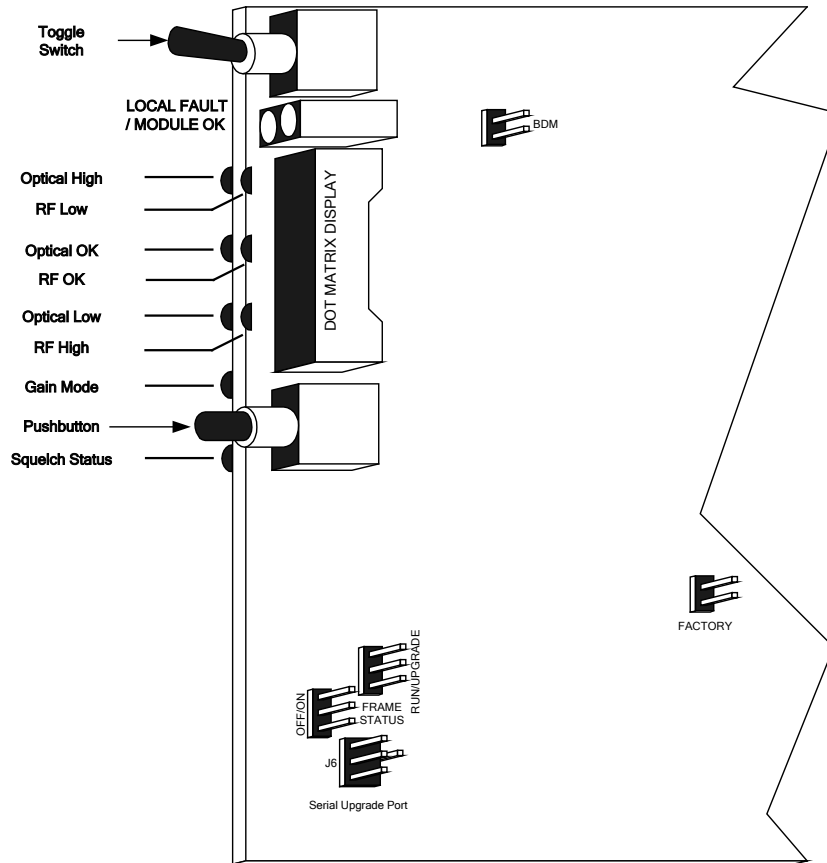 Toggle
Switch
LOCAL FAULT
/ MODULE OK
BDM
Optical High
RF Low
DOT MATRIX DISPLAY
Optical OK
RF OK
Optical Low
RF High
Gain Mode
Pushbutton
Squelch Status
FACTORY
RUN/UPGRADE
OFF/ON
FRAME
STATUS
J6
Serial Upgrade Port